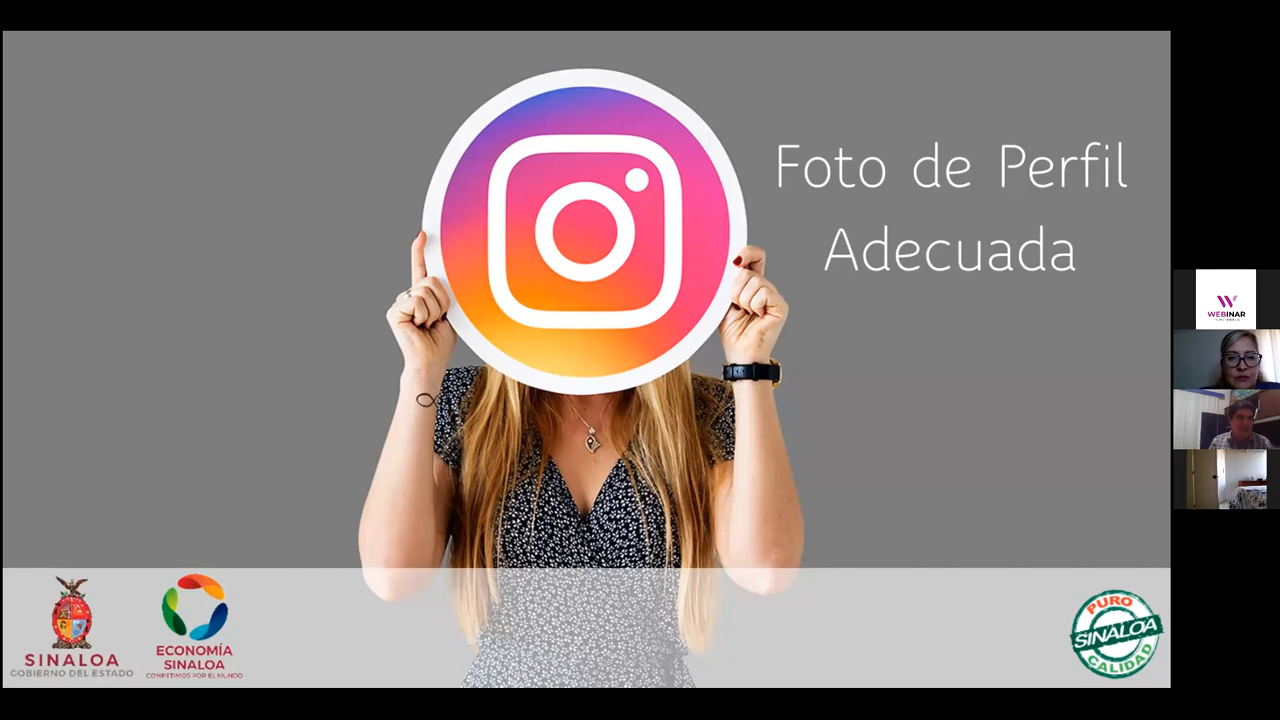 Foto de Perfil
Adecuada
WEBINAR
SINALOA
GOBIERNO DEL ESTADO
ECONOMÍA
SINALOA
COMPETIMOS POR EL MUNDO
PURO
SINALOA
CALIDAD